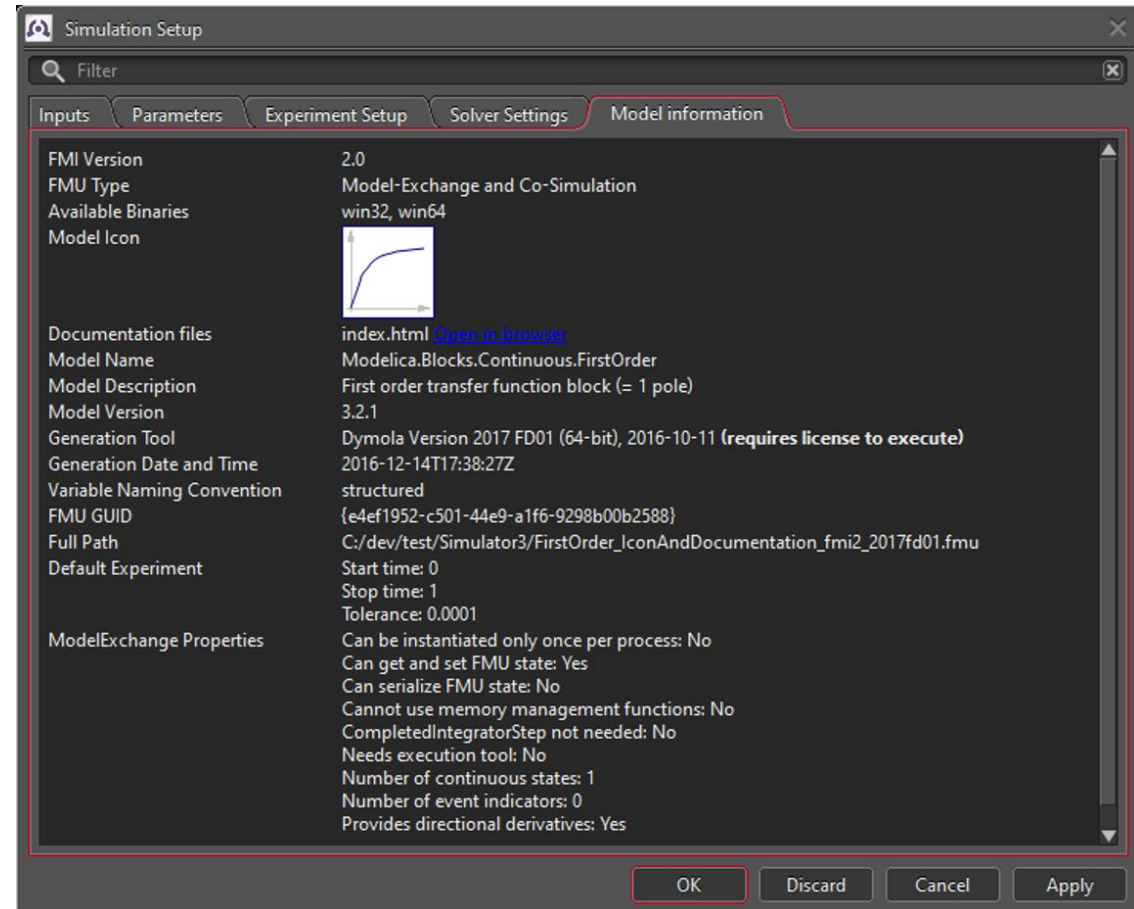 Simulation Setup
Filter
Inputs Parameters Experiment Setup Solver Settings Model information
FMI Version 2.0
FMU Type Model-Exchange and Co-Simulation
Available Binaries win32, win64
Model Icon
Documentation files index.html Open in browser
Model Name Modelica.Blocks.Continuous.FirstOrder
Model Description First order transfer function block (= 1 pole)
Model Version 3.2.1
Generation Tool Dymola Version 2017 FD01 (64-bit), 2016-10-11 (requires license to execute)
Generation Date and Time 2016-12-14T17:38:27Z
Variable Naming Convention structured
FMU GUID {e4ef1952-c501-44e9-a1f6-9298b00b2588}
Full Path C:/dev/test/Simulator3/FirstOrder_IconAndDocumentation_fmi2_2017fd01.fmu
Default Experiment Start time: 0
Stop time: 1
Tolerance: 0.0001
ModelExchange Properties Can be instantiated only once per process: No
Can get and set FMU state: Yes
Can serialize FMU state: No
Cannot use memory management functions: No
CompletedIntegratorStep not needed: No
Needs execution tool: No
Number of continuous states: 1
Number of event indicators: 0
Provides directional derivatives: Yes
OK Discard Cancel Apply